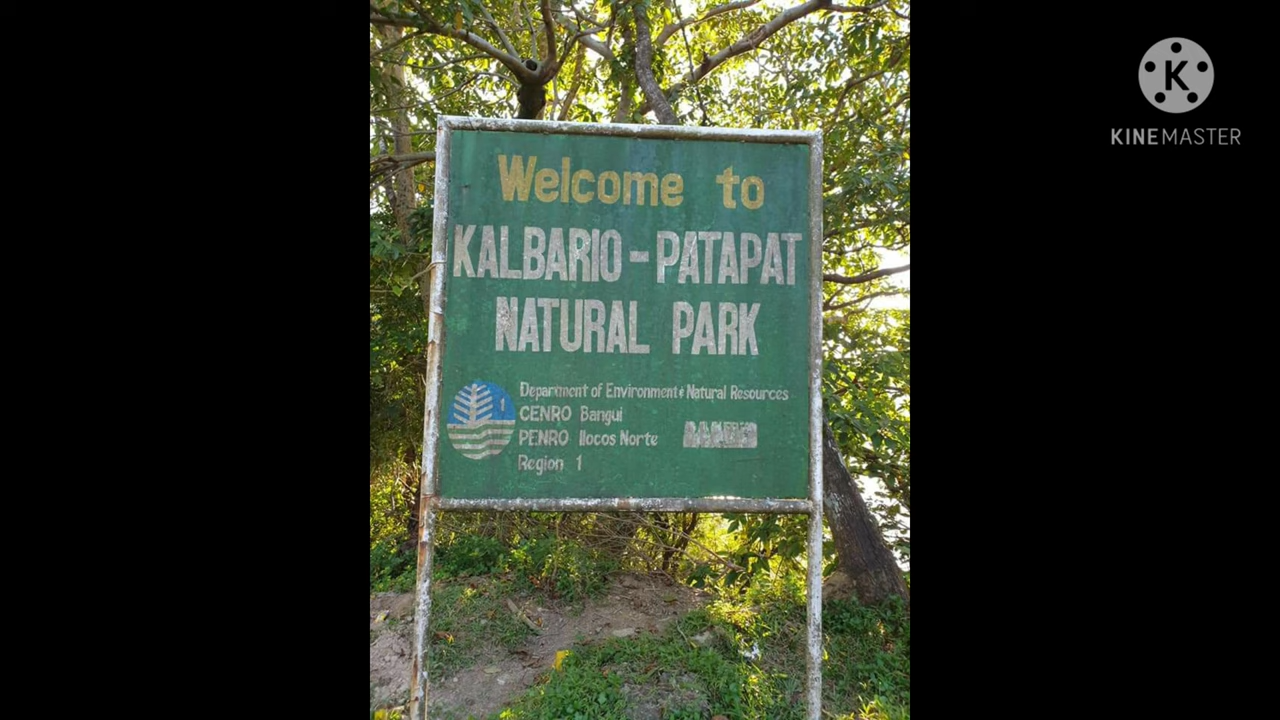 Welcome to
KALBARIO-PATAPAT
NATURAL PARK
Department of Environment & Natural Resources
CENRO Bangui
PENRO Ilocos Norte
Region 1
K
KINEMASTER